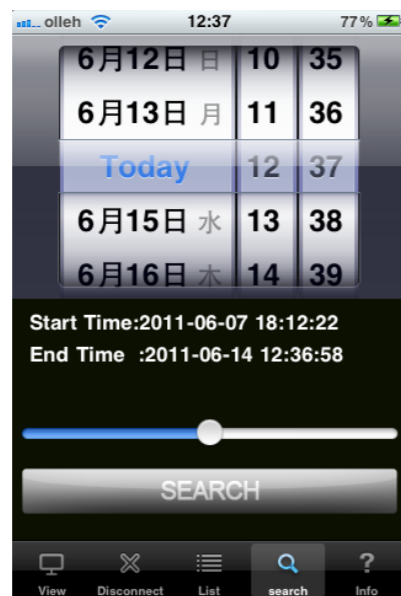 olleh 12:37 77%
6月12日 日 10 35
6月13日 月 11 36
Today 12 37
6月15日 水 13 38
6月16日 木 14 39
Start Time:2011-06-07 18:12:22
End Time :2011-06-14 12:36:58
SEARCH
View Disconnect List search Info